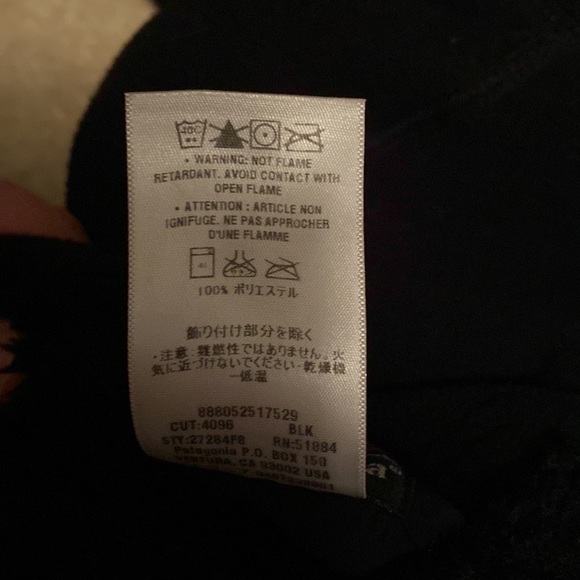 40C
• WARNING: NOT FLAME
RETARDANT. AVOID CONTACT WITH
OPEN FLAME
• ATTENTION : ARTICLE NON
IGNIFUGE. NE PAS APPROCHER
D'UNE FLAMME
40
100% ポリエステル
飾り付け部分を除く
・注意: 難燃性ではありません。火
気に近づけないでください・乾燥機
ー低温
888052517529
CUT:4096 BLK
STY:27284F8 RN:51884
Patagonia P.O. BOX 150
VENTURA, CA 93002 USA